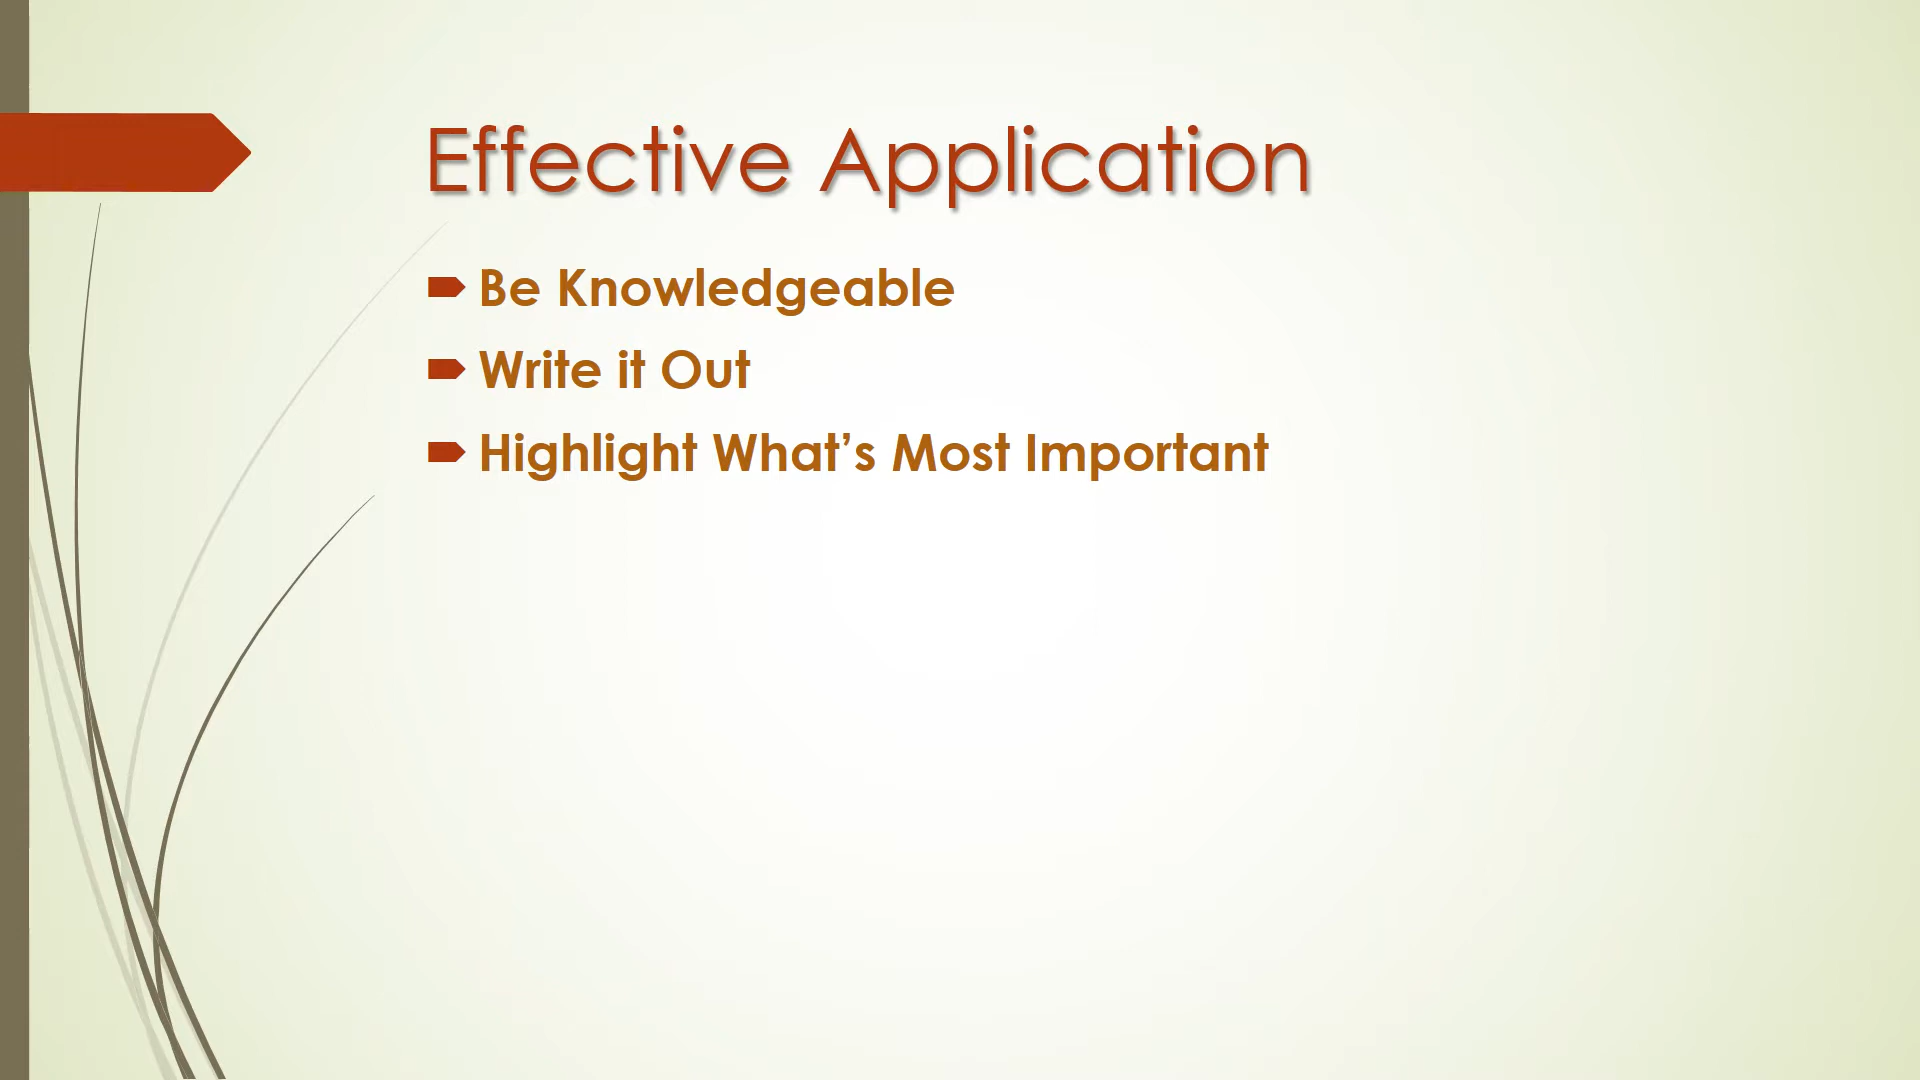 Effective Application
Be Knowledgeable
Write it Out
Highlight What’s Most Important